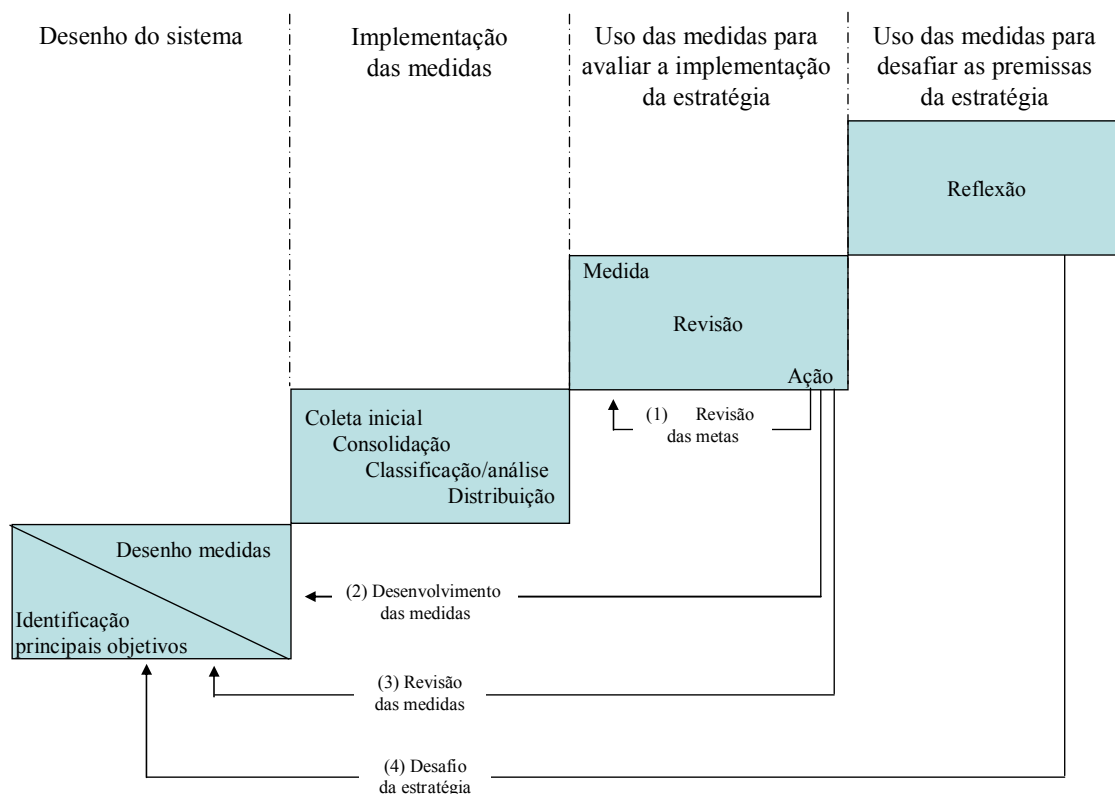 Desenho do sistema
Implementação
das medidas
Uso das medidas para
avaliar a implementação
da estratégia
Uso das medidas para
desafiar as premissas
da estratégia
Reflexão
Medida
Revisão
Ação
(1) Revisão
das metas
Coleta inicial
Consolidação
Classificação/análise
Distribuição
Desenho medidas
Identificação
principais objetivos
(2) Desenvolvimento
das medidas
(3) Revisão
das medidas
(4) Desafio
da estratégia